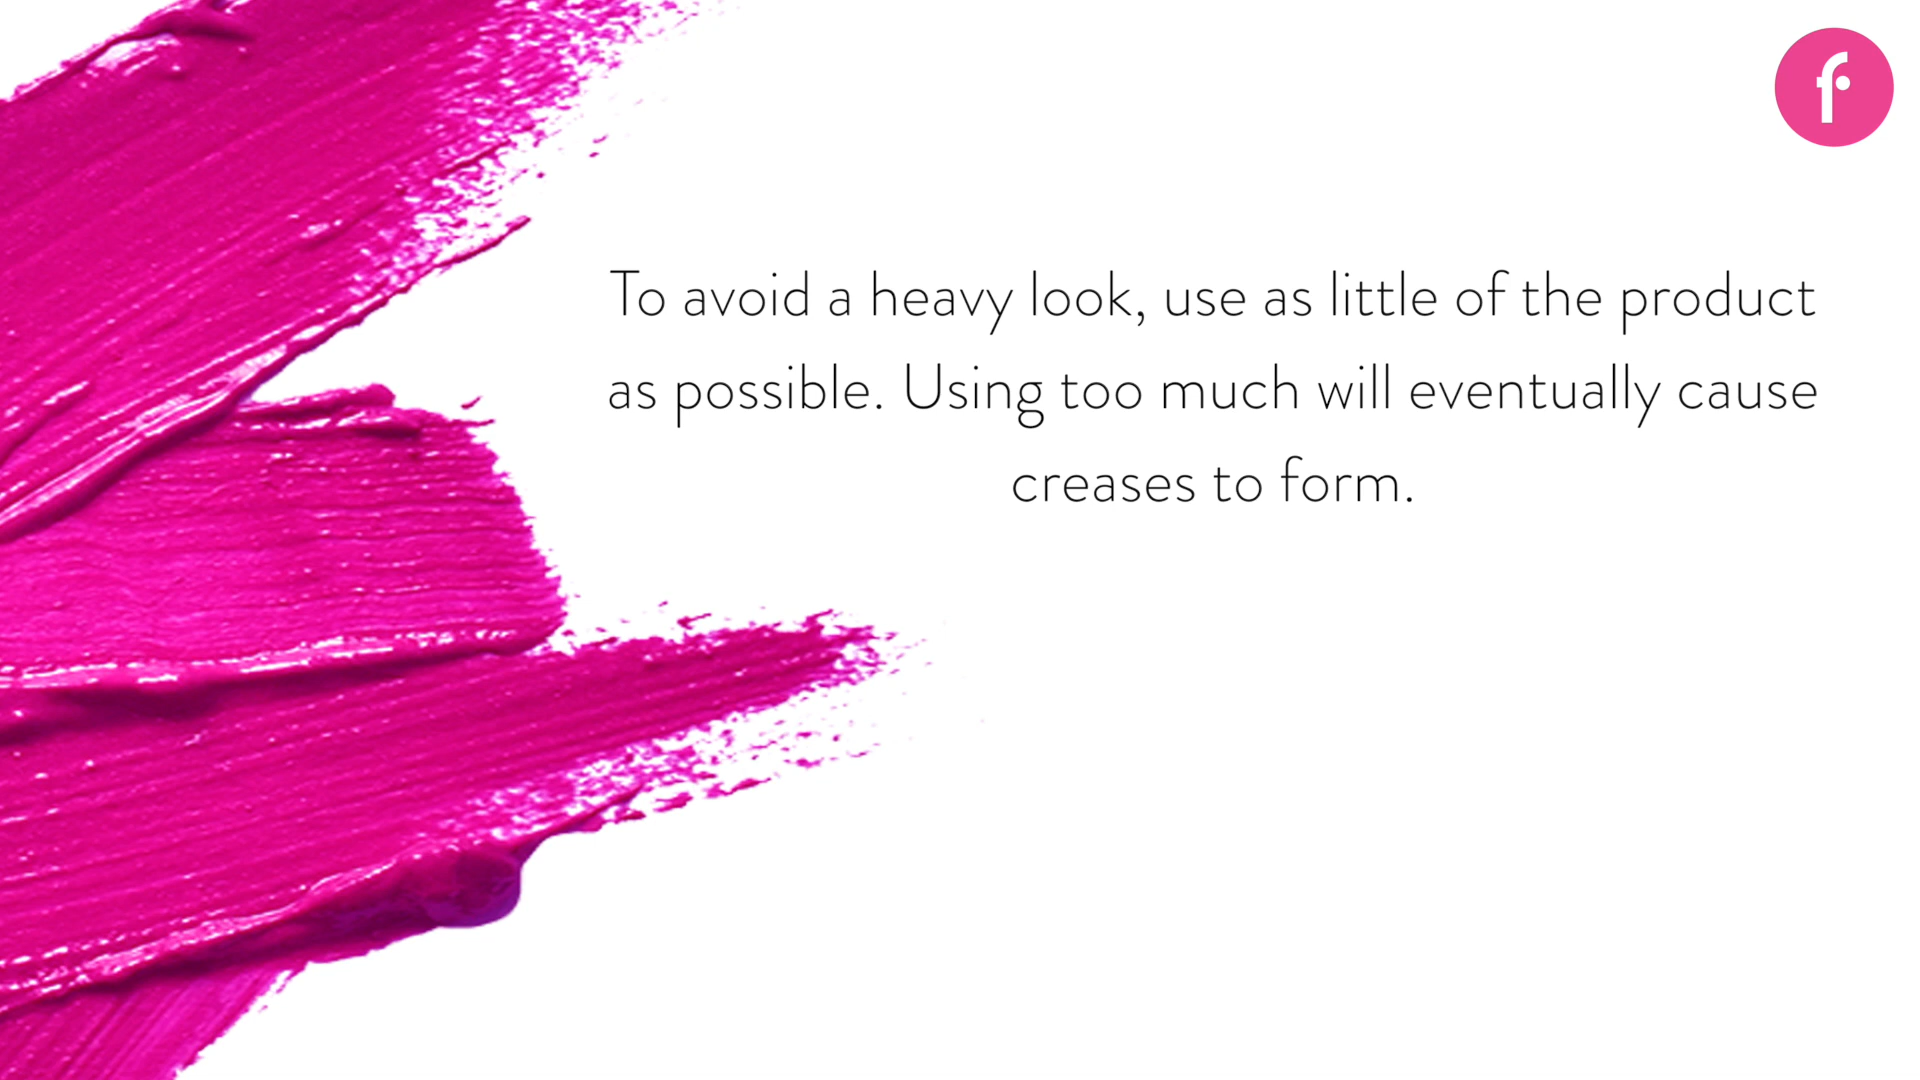 f
To avoid a heavy look, use as little of the product
as possible. Using too much will eventually cause
creases to form.